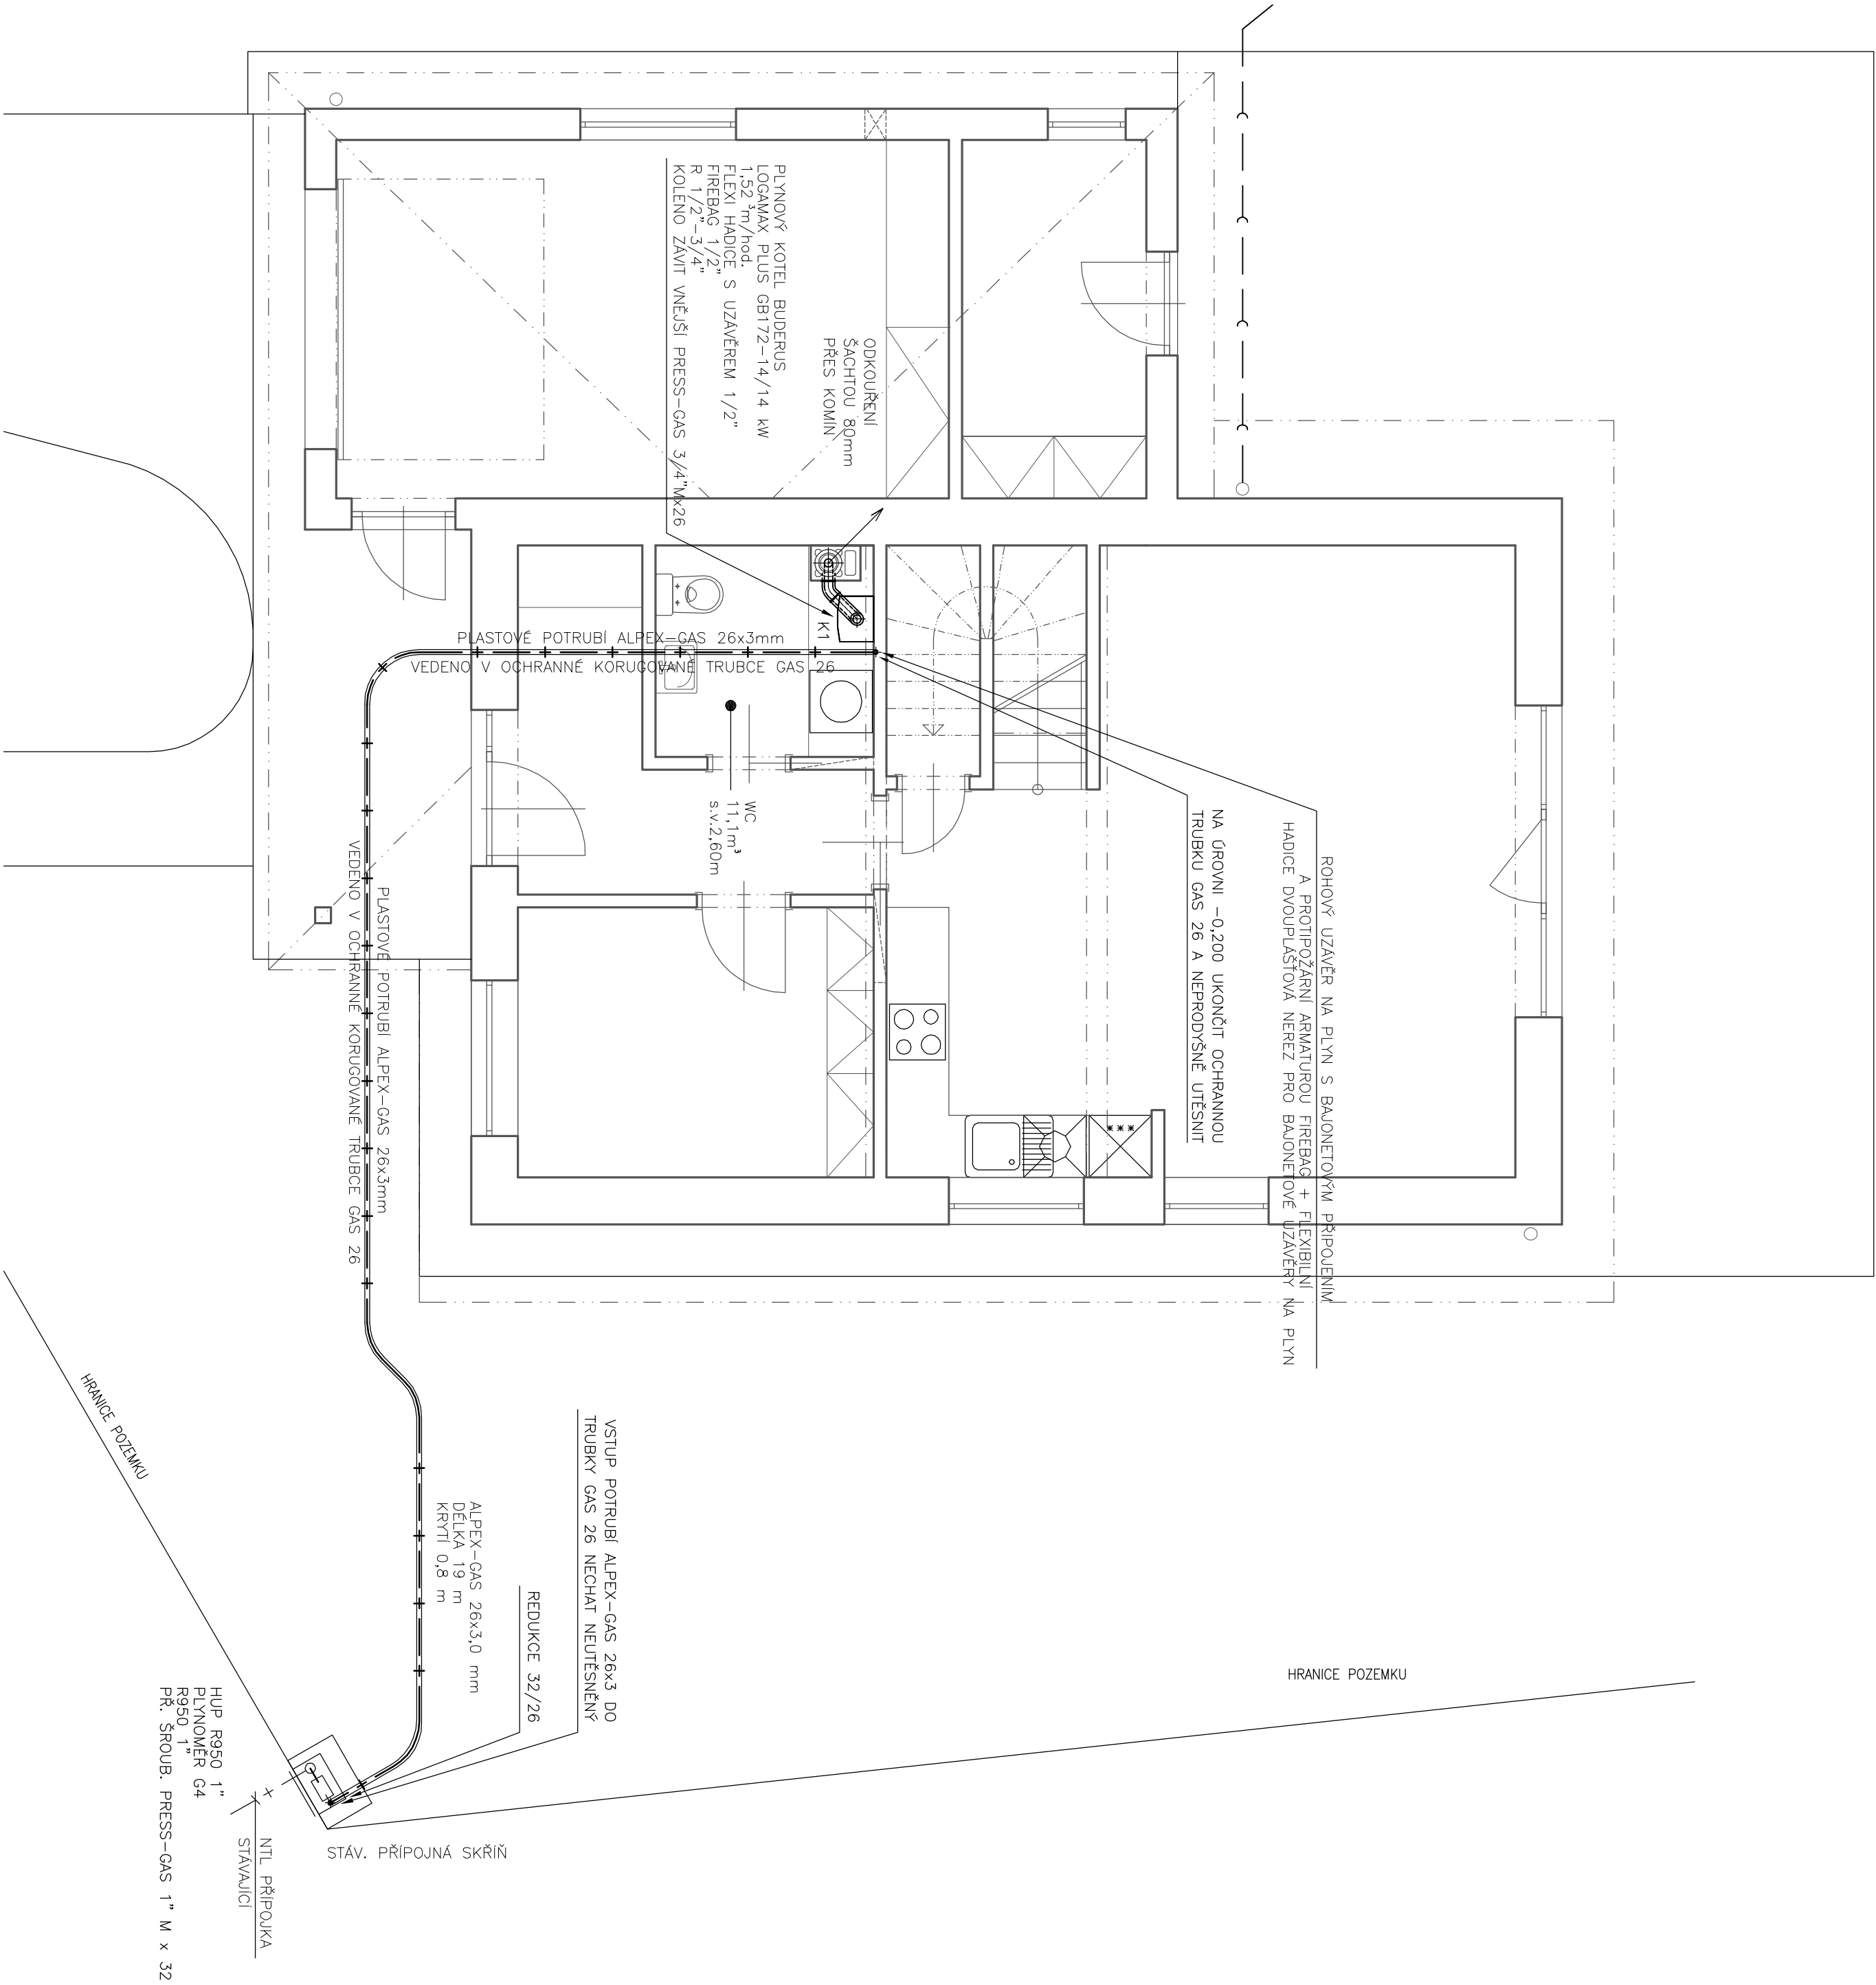 PLYNOVÝ KOTEL BUDERUS
LOGAMAX PLUS GB172-14/14 kW
1,52 ³m/hod.
FLEXI HADICE S UZÁVĚREM 1/2"
FIREBAG 1/2"
R 1/2"-3/4"
KOLENO ZÁVIT VNĚJŠÍ PRESS-GAS 3/4"Mx26
ODKOUŘENÍ
ŠACHTOU 80mm
PŘES KOMÍN
K1
PLASTOVÉ POTRUBÍ ALPEX-GAS 26x3mm
VEDENO V OCHRANNÉ KORUGOVANÉ TRUBCE GAS 26
WC
11,1m³
s.v.2,60m
NA ÚROVNI -0,200 UKONČIT OCHRANNOU
TRUBKU GAS 26 A NEPRODYŠNĚ UTĚSNIT
ROHOVÝ UZÁVĚR NA PLYN S BAJONETOVÝM PŘIPOJENÍM
A PROTIPOŽÁRNÍ ARMATUROU FIREBAG + FLEXIBILNÍ
HADICE DVOUPLÁŠŤOVÁ NEREZ PRO BAJONETOVÉ UZÁVĚRY NA PLYN
PLASTOVÉ POTRUBÍ ALPEX-GAS 26x3mm
VEDENO V OCHRANNÉ KORUGOVANÉ TRUBCE GAS 26
HRANICE POZEMKU
VSTUP POTRUBÍ ALPEX-GAS 26x3 DO
TRUBKY GAS 26 NECHAT NEUTĚSNĚNÝ
REDUKCE 32/26
ALPEX-GAS 26x3,0 mm
DÉLKA 19 m
KRYTÍ 0,8 m
HRANICE POZEMKU
HUP R950 1"
PLYNOMĚR G4
R950 1"
PŘ. ŠROUB. PRESS-GAS 1" M x 32
STÁV. PŘÍPOJNÁ SKŘÍŇ
NTL PŘÍPOJKA
STÁVAJÍCÍ